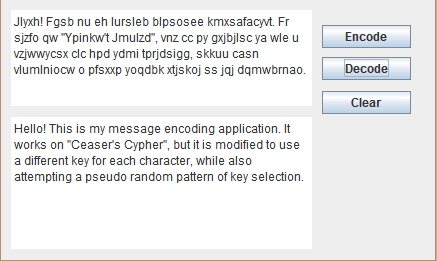 Jlyxh! Fgsb nu eh lursleb blpsosee kmxsafacyvt. Fr
sjzfo qw "Ypinkw't Jmulzd", vnz cc py gxjbjlsc ya wle u
vzjwwycsx clc hpd ydmi tprjdsigg, skkuu casn
vlumlniocw o pfsxxp yoqdbk xtjskoj ss jqj dqmwbrnao.
Hello! This is my message encoding application. It
works on "Ceaser's Cypher", but it is modified to use
a different key for each character, while also
attempting a pseudo random pattern of key selection.
Encode
Decode
Clear